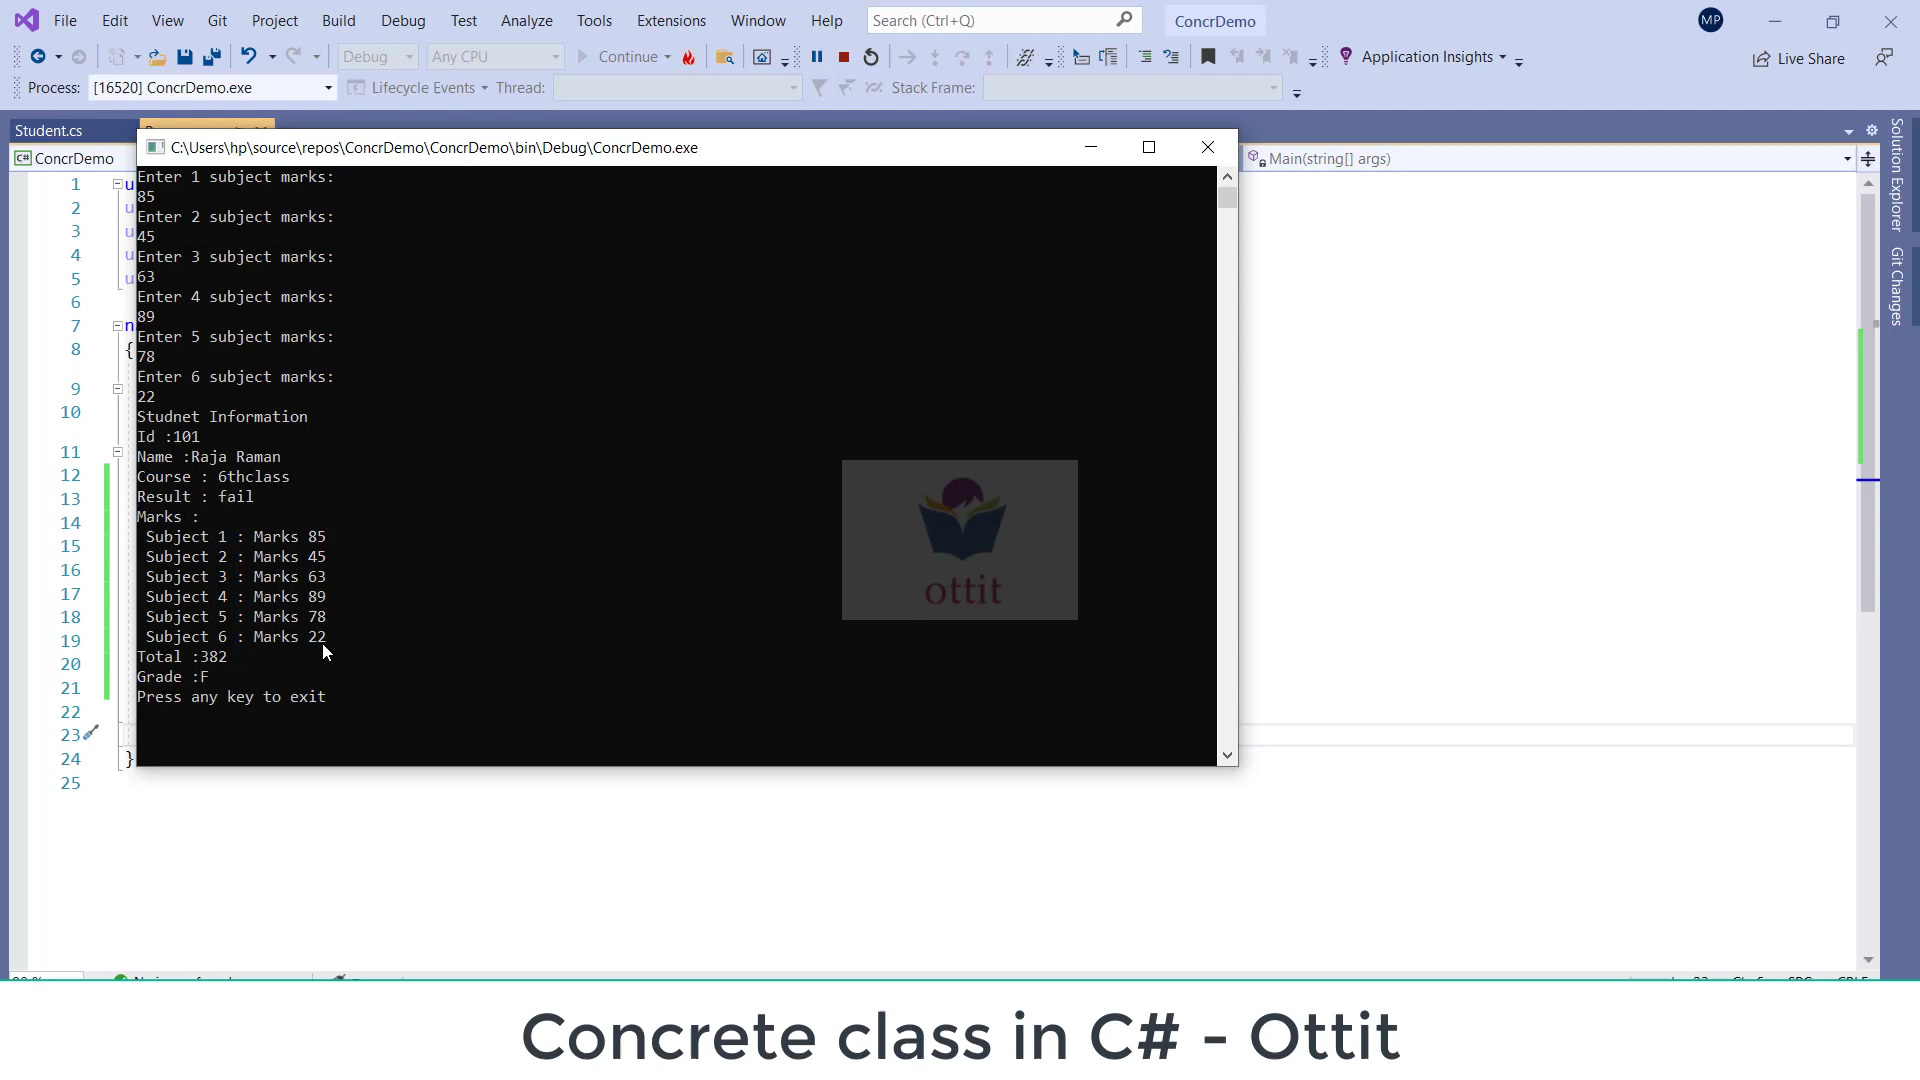 File Edit View Git Project Build Debug Test Analyze Tools Extensions Window Help Search (Ctrl+Q) ConcrDemo MP
Debug Any CPU Continue Application Insights Live Share
Process: [16520] ConcrDemo.exe Lifecycle Events Thread: Stack Frame:
Student.cs
ConcrDemo
Main(string[] args)
Solution Explorer
Git Changes
C:\Users\hp\source\repos\ConcrDemo\ConcrDemo\bin\Debug\ConcrDemo.exe
Enter 1 subject marks:
85
Enter 2 subject marks:
45
Enter 3 subject marks:
63
Enter 4 subject marks:
89
Enter 5 subject marks:
78
Enter 6 subject marks:
22
Studnet Information
Id :101
Name :Raja Raman
Course : 6thclass
Result : fail
Marks :
Subject 1 : Marks 85
Subject 2 : Marks 45
Subject 3 : Marks 63
Subject 4 : Marks 89
Subject 5 : Marks 78
Subject 6 : Marks 22
Total :382
Grade :F
Press any key to exit
1 u
2 u
3 u
4 u
5 u
6
7 n
8 {
9
10
11
12
13
14
15
16
17
18
19
20
21
22
23
24 }
25
ottit
Concrete class in C# - Ottit